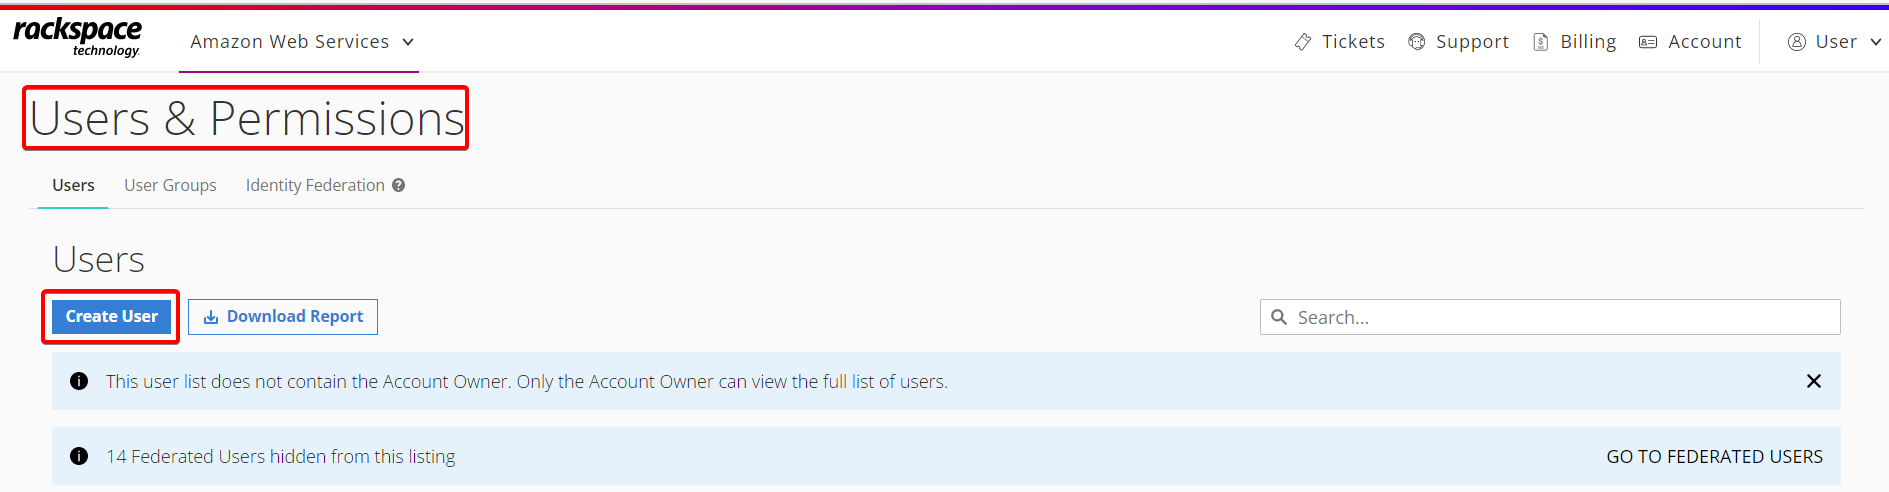 rackspace
technology
Amazon Web Services
Tickets Support Billing Account User
Users & Permissions
Users User Groups Identity Federation ?
Users
Create User Download Report Search...
This user list does not contain the Account Owner. Only the Account Owner can view the full list of users.
14 Federated Users hidden from this listing GO TO FEDERATED USERS